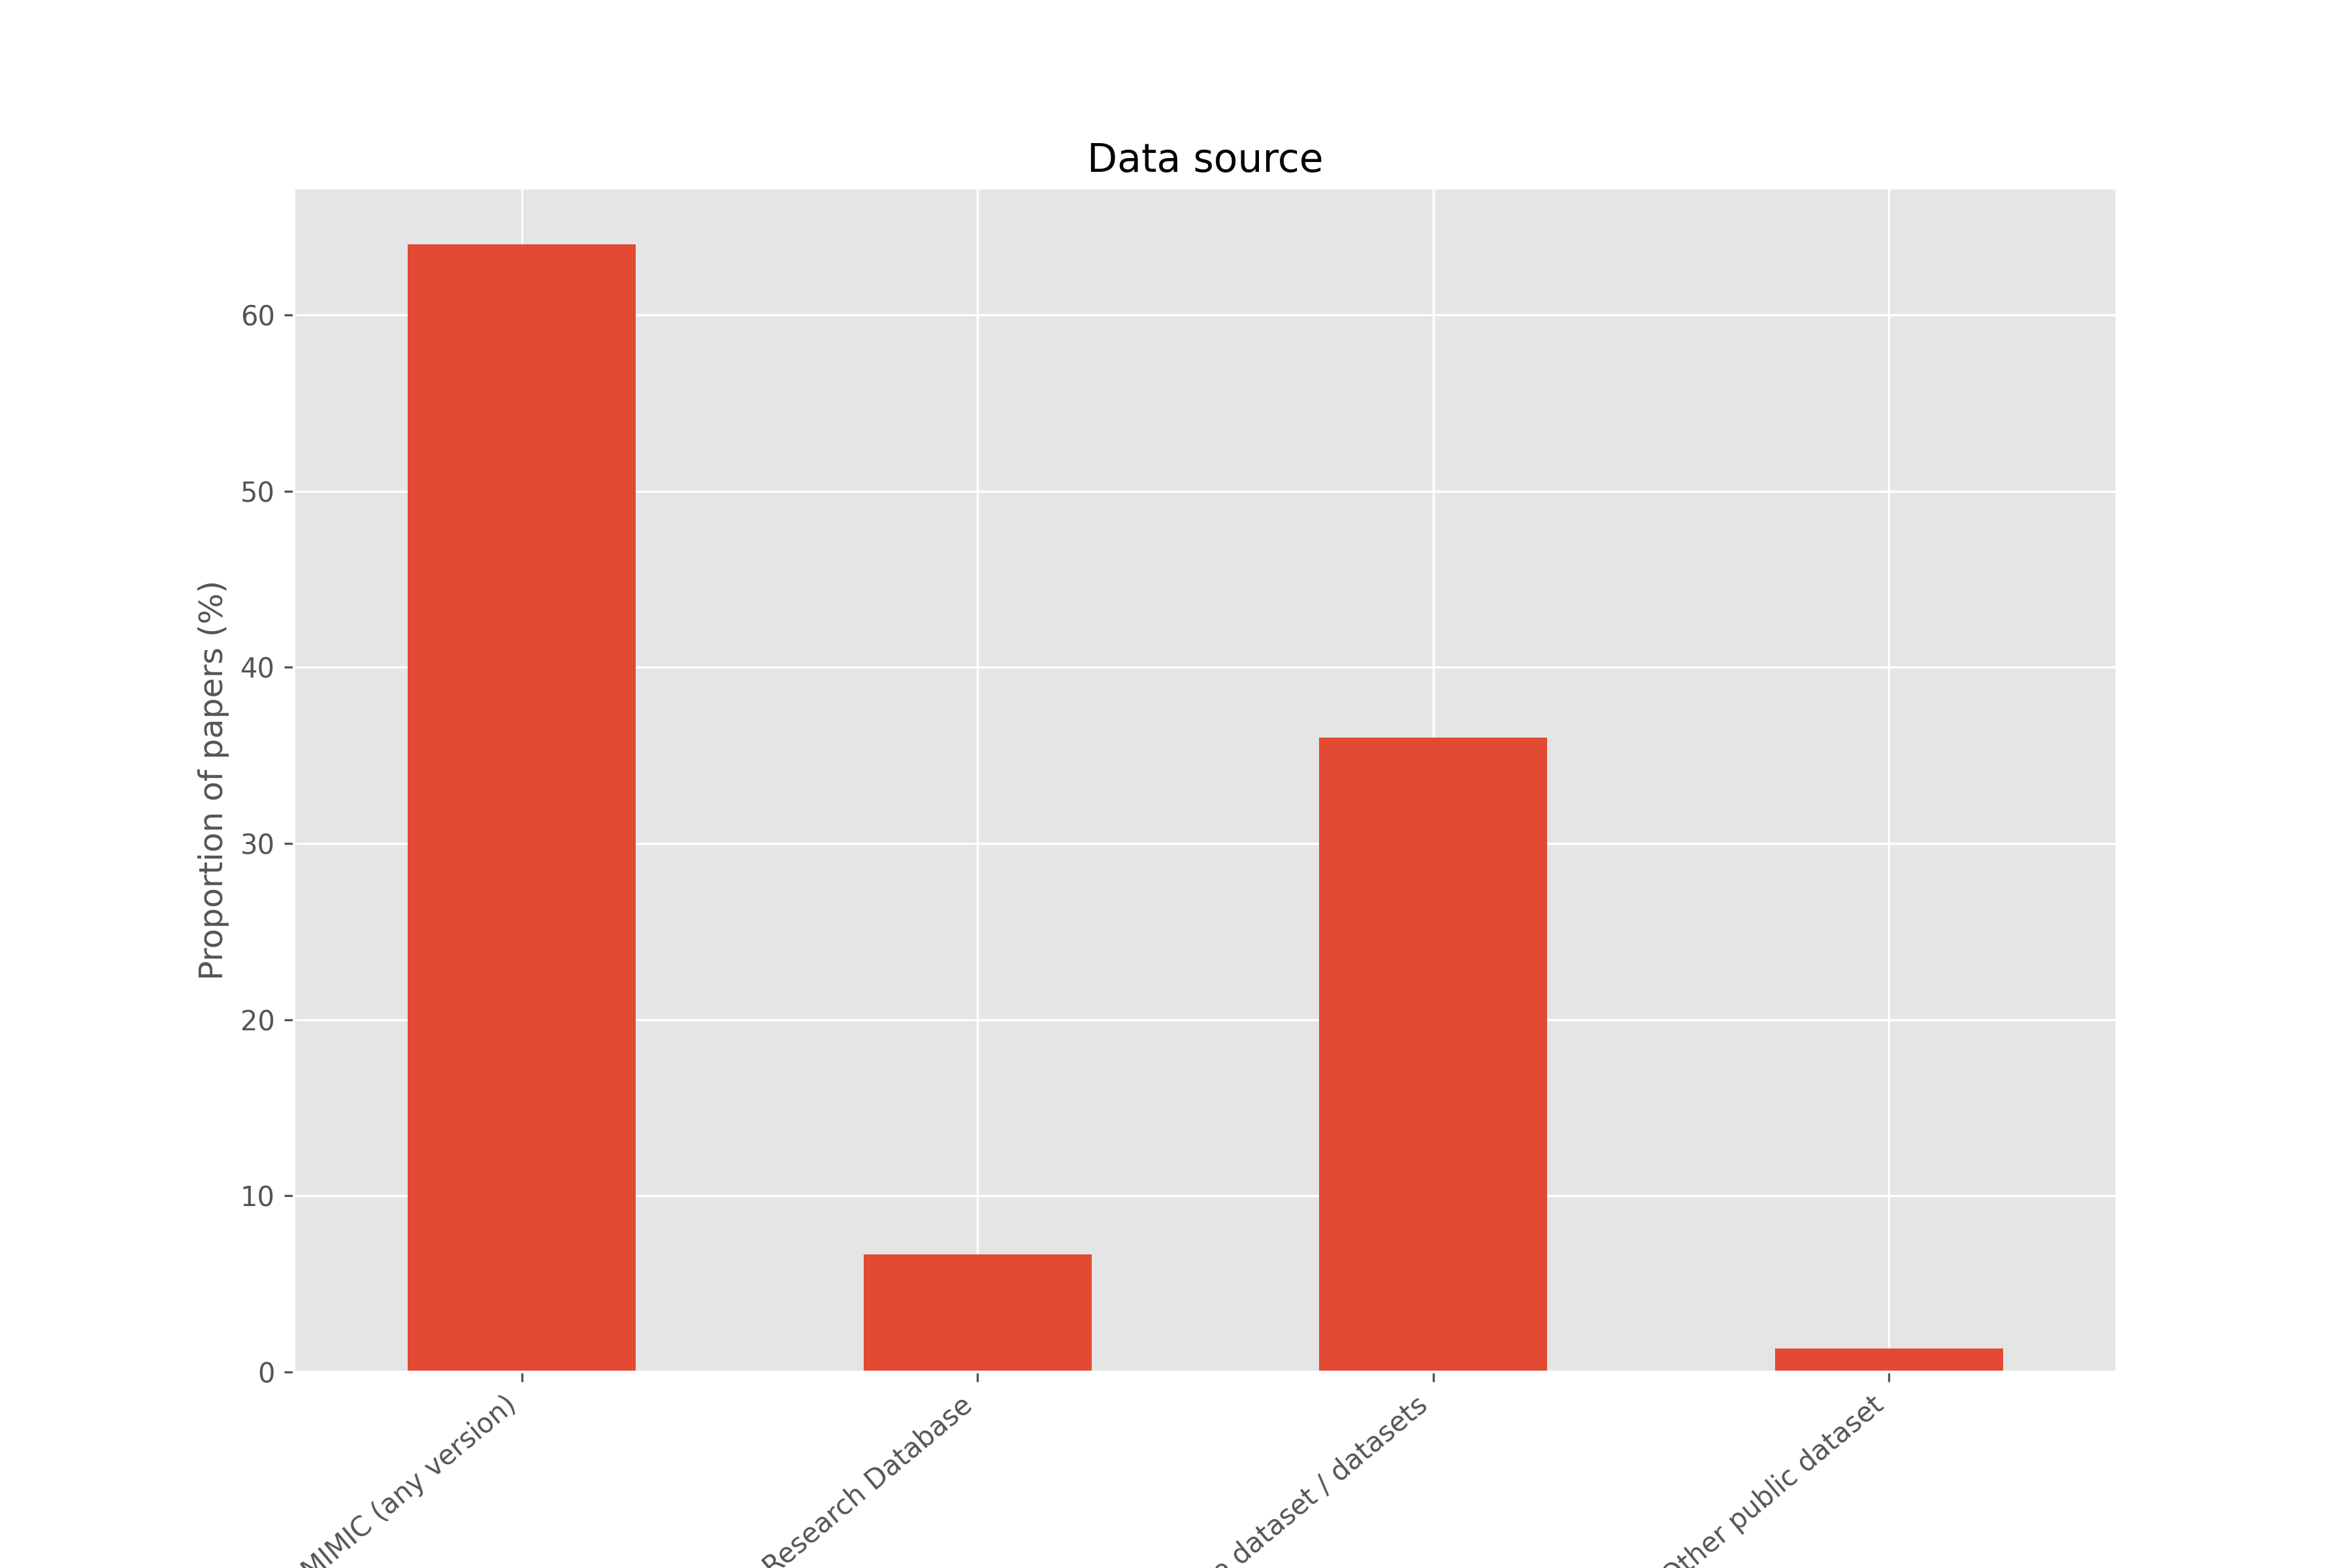 Data source
Proportion of papers (%)
60
50
40
30
20
10
0
MIMIC (any version)
Research Database
dataset / datasets
Other public dataset